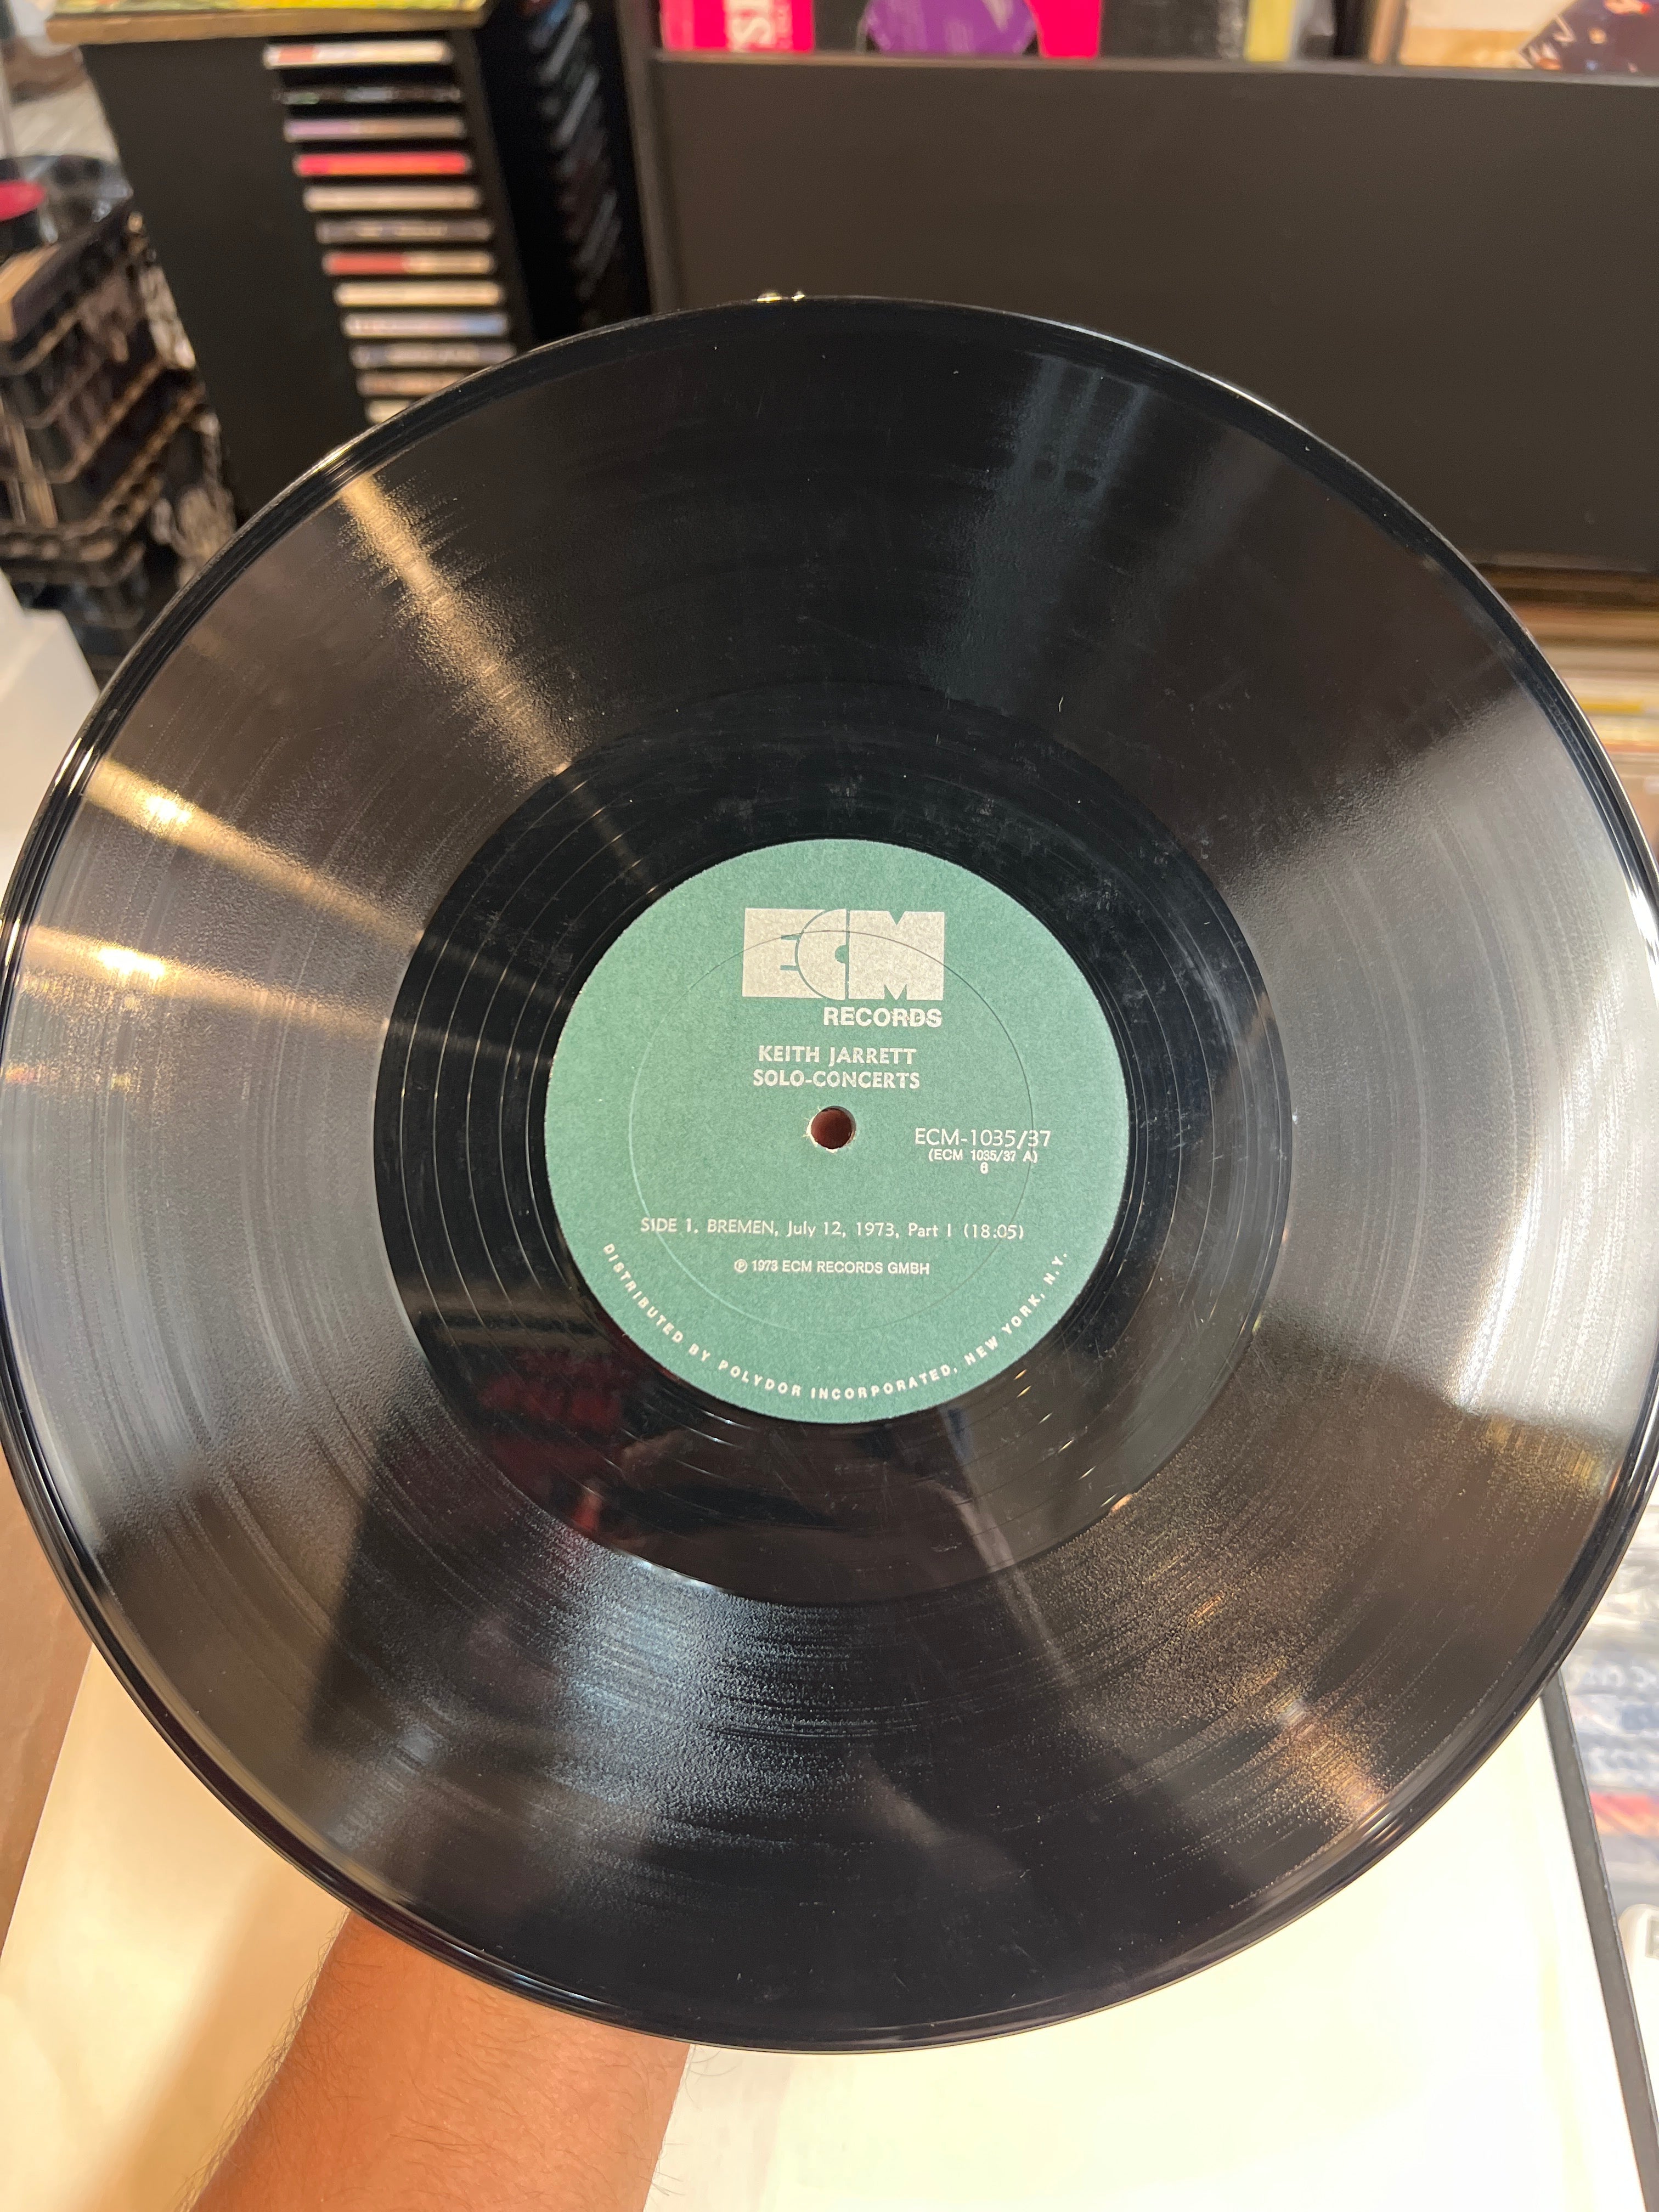 ECM
RECORDS
KEITH JARRETT
SOLO-CONCERTS
ECM-1035/37
(ECM 1035/37 A)
6
SIDE 1. BREMEN, July 12, 1973, Part I (18:05)
℗ 1973 ECM RECORDS GMBH
DISTRIBUTED BY POLYDOR INCORPORATED, NEW YORK, N.Y.